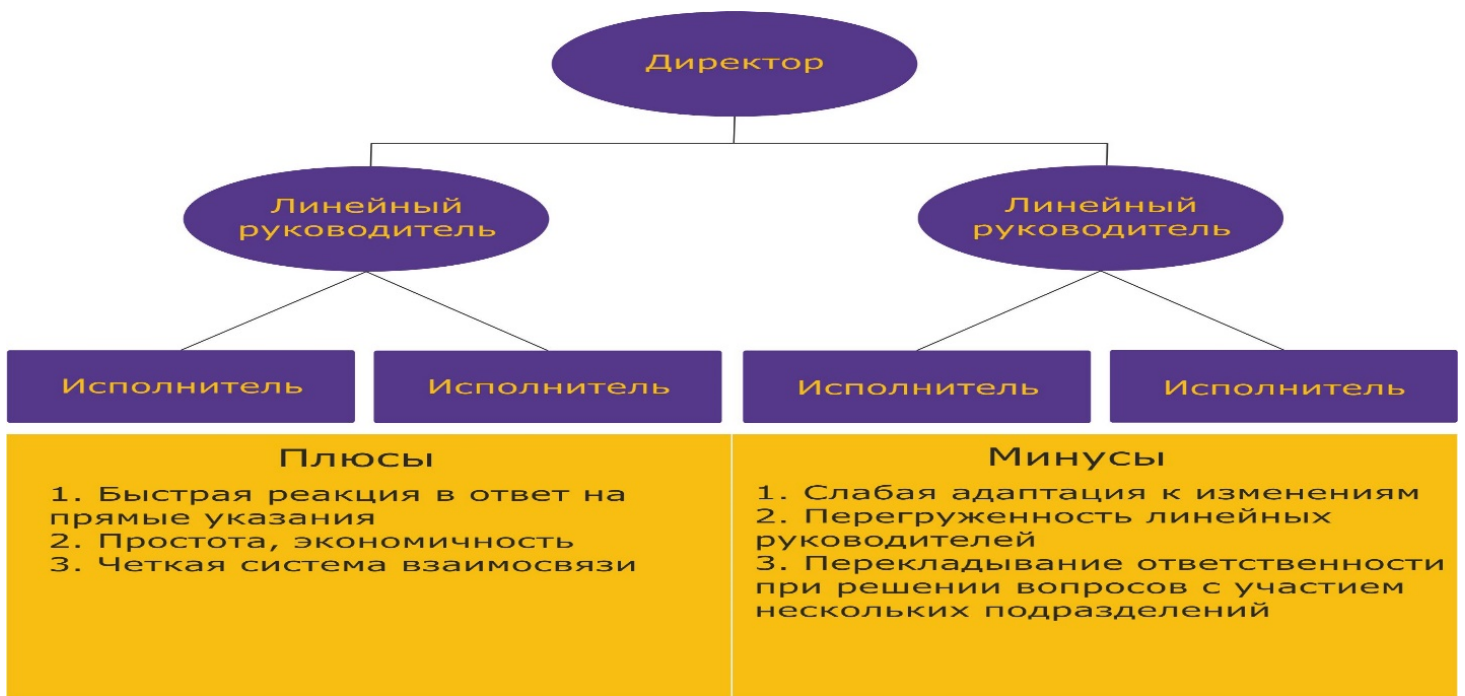 Директор
Линейный
руководитель
Линейный
руководитель
Исполнитель
Исполнитель
Исполнитель
Исполнитель
Плюсы
1. Быстрая реакция в ответ на
прямые указания
2. Простота, экономичность
3. Четкая система взаимосвязи
Минусы
1. Слабая адаптация к изменениям
2. Перегруженность линейных
руководителей
3. Перекладывание ответственности
при решении вопросов с участием
нескольких подразделений